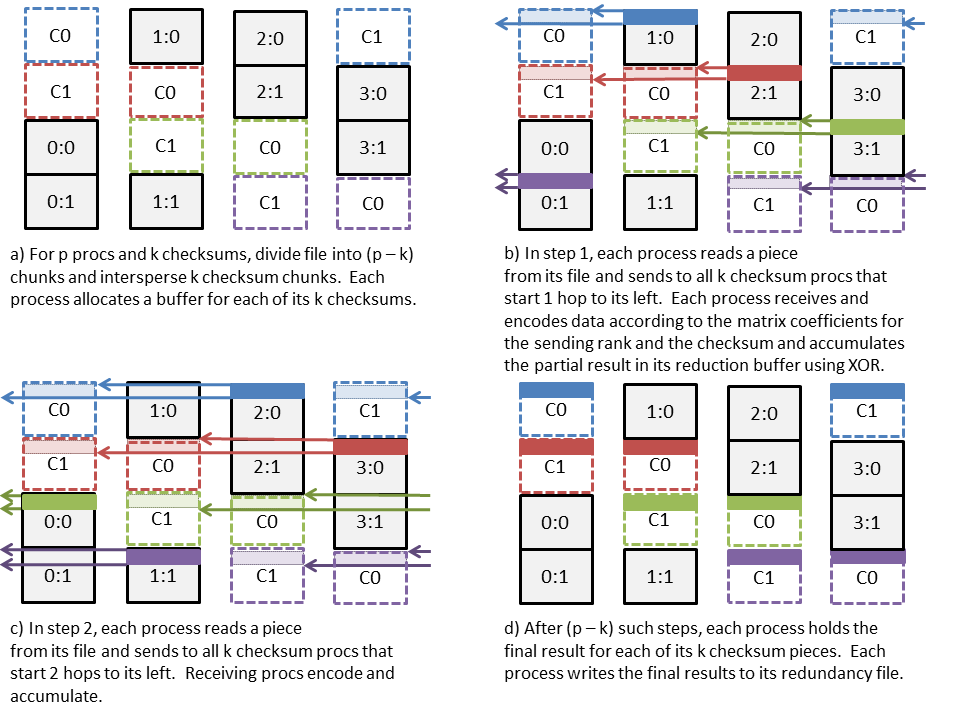 C0 1:0 2:0 C1
C1 C0 2:1 3:0
0:0 C1 C0 3:1
0:1 1:1 C1 C0
a) For p procs and k checksums, divide file into (p – k)
chunks and intersperse k checksum chunks. Each
process allocates a buffer for each of its k checksums.
C0 1:0 2:0 C1
C1 C0 2:1 3:0
0:0 C1 C0 3:1
0:1 1:1 C1 C0
b) In step 1, each process reads a piece
from its file and sends to all k checksum procs that
start 1 hop to its left. Each process receives and
encodes data according to the matrix coefficients for
the sending rank and the checksum and accumulates
the partial result in its reduction buffer using XOR.
C0 1:0 2:0 C1
C1 C0 2:1 3:0
0:0 C1 C0 3:1
0:1 1:1 C1 C0
c) In step 2, each process reads a piece
from its file and sends to all k checksum procs that
start 2 hops to its left. Receiving procs encode and
accumulate.
C0 1:0 2:0 C1
C1 C0 2:1 3:0
0:0 C1 C0 3:1
0:1 1:1 C1 C0
d) After (p – k) such steps, each process holds the
final result for each of its k checksum pieces. Each
process writes the final results to its redundancy file.